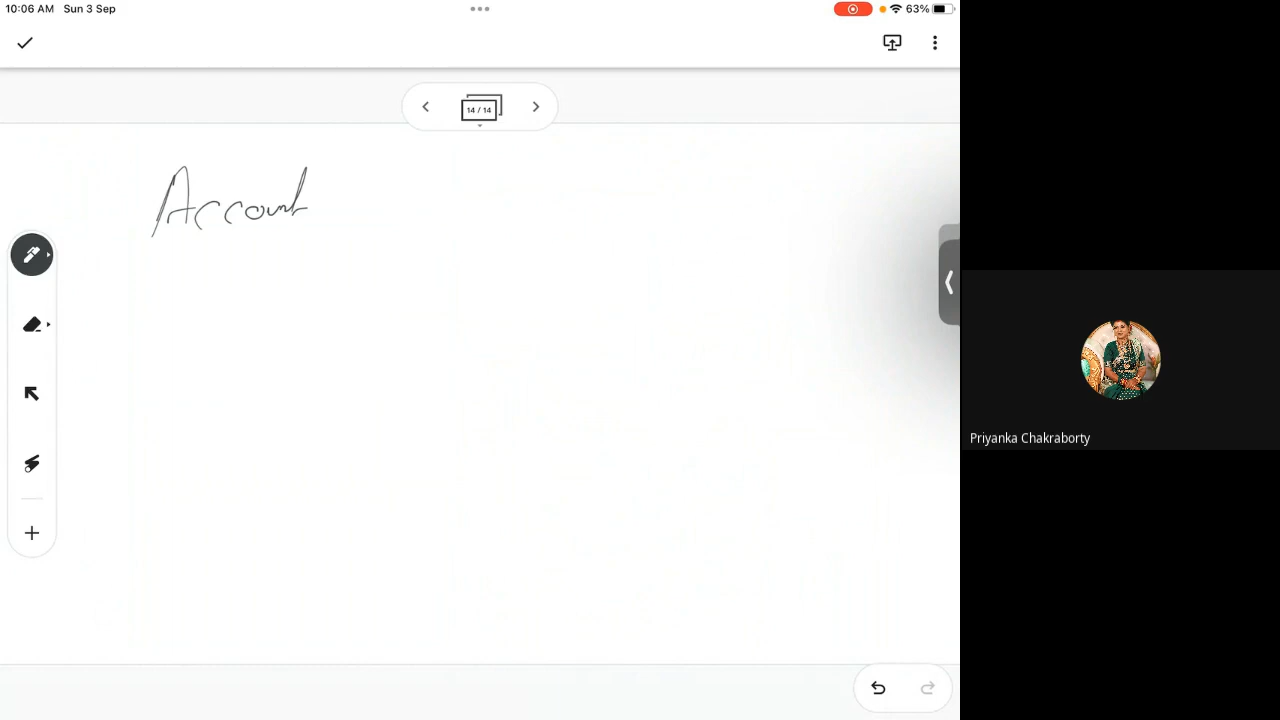 10:06 AM Sun 3 Sep
63%
14 / 14
Account
Priyanka Chakraborty